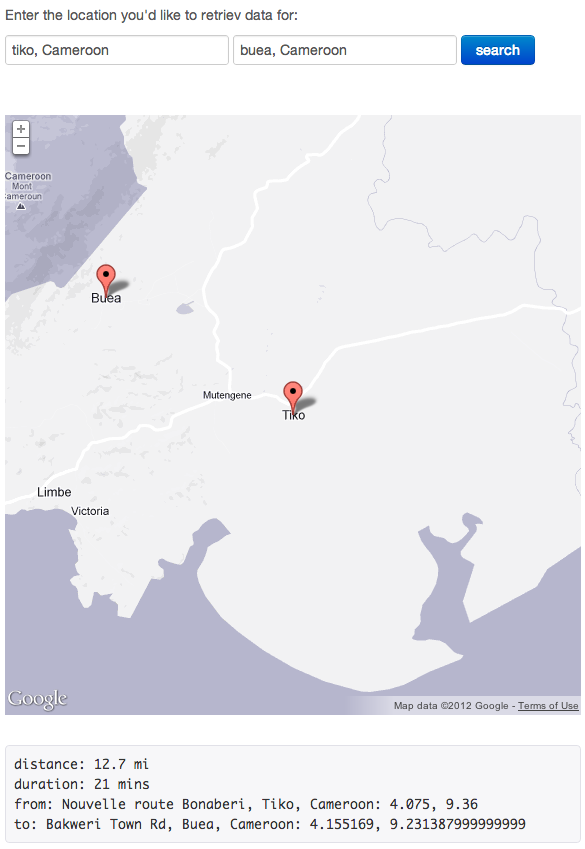 Enter the location you'd like to retriev data for:
tiko, Cameroon buea, Cameroon search
+
−
Cameroon
Mont
Cameroun
Buea
Mutengene
Tiko
Limbe
Victoria
Google
Map data ©2012 Google - Terms of Use
distance: 12.7 mi
duration: 21 mins
from: Nouvelle route Bonaberi, Tiko, Cameroon: 4.075, 9.36
to: Bakweri Town Rd, Buea, Cameroon: 4.155169, 9.231387999999999